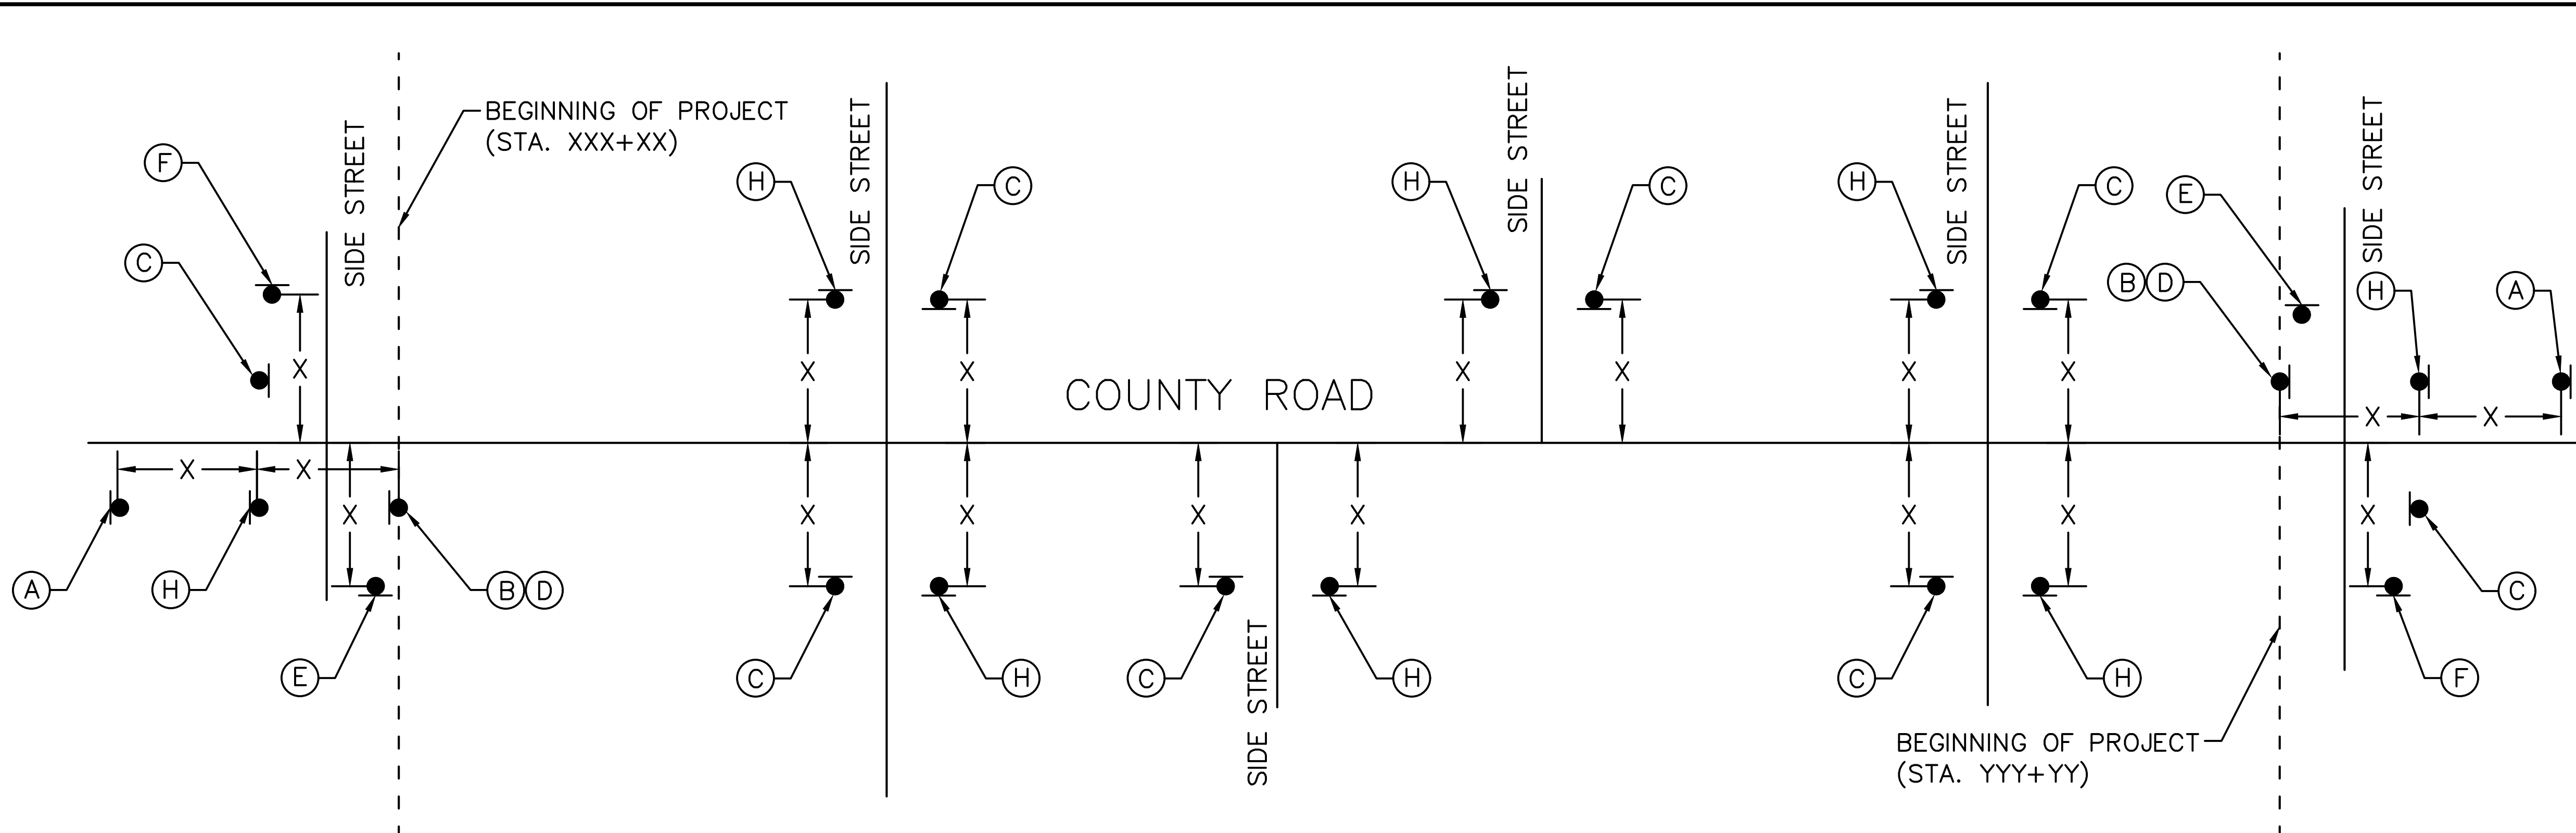 BEGINNING OF PROJECT
(STA. XXX+XX)
SIDE STREET
SIDE STREET
SIDE STREET
SIDE STREET
SIDE STREET
F
H
C
H
C
H
C
E
C
B D
H
A
X
X
X
X
X
X
X
X
X
COUNTY ROAD
X
X
X
X
X
X
X
X
X
X
X
A
H
E
B D
C
H
C
H
SIDE STREET
C
H
C
F
BEGINNING OF PROJECT
(STA. YYY+YY)